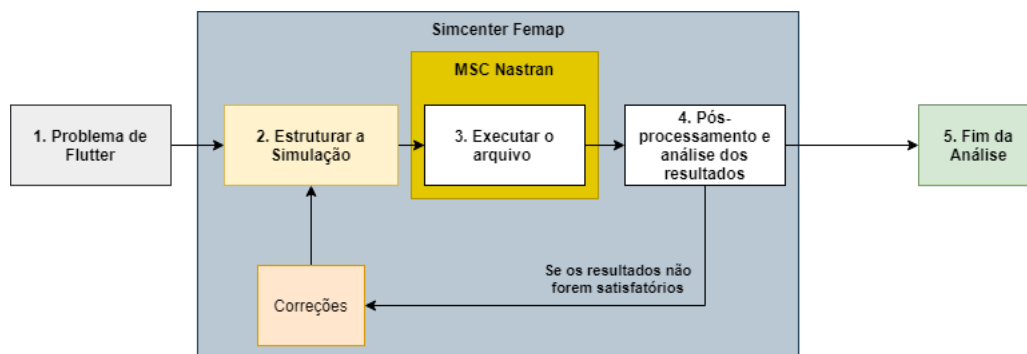 Simcenter Femap
MSC Nastran
1. Problema de
Flutter
2. Estruturar a
Simulação
3. Executar o
arquivo
4. Pós-
processamento e
análise dos
resultados
5. Fim da
Análise
Se os resultados não
forem satisfatórios
Correções